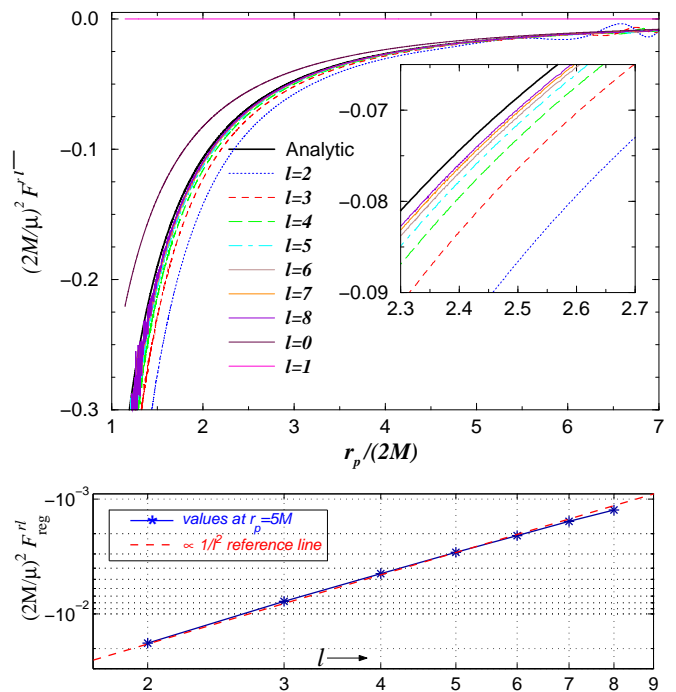 0.0
−0.1
−0.2
−0.3
(2M/μ)² F^{r l −}
1
2
3
4
5
6
7
r_p/(2M)
Analytic
l=2
l=3
l=4
l=5
l=6
l=7
l=8
l=0
l=1
−0.07
−0.08
−0.09
2.3
2.4
2.5
2.6
2.7
−10⁻³
−10⁻²
(2M/μ)² F^{rl}_{reg}
values at r_p=5M
∝ 1/l² reference line
l
2
3
4
5
6
7
8
9